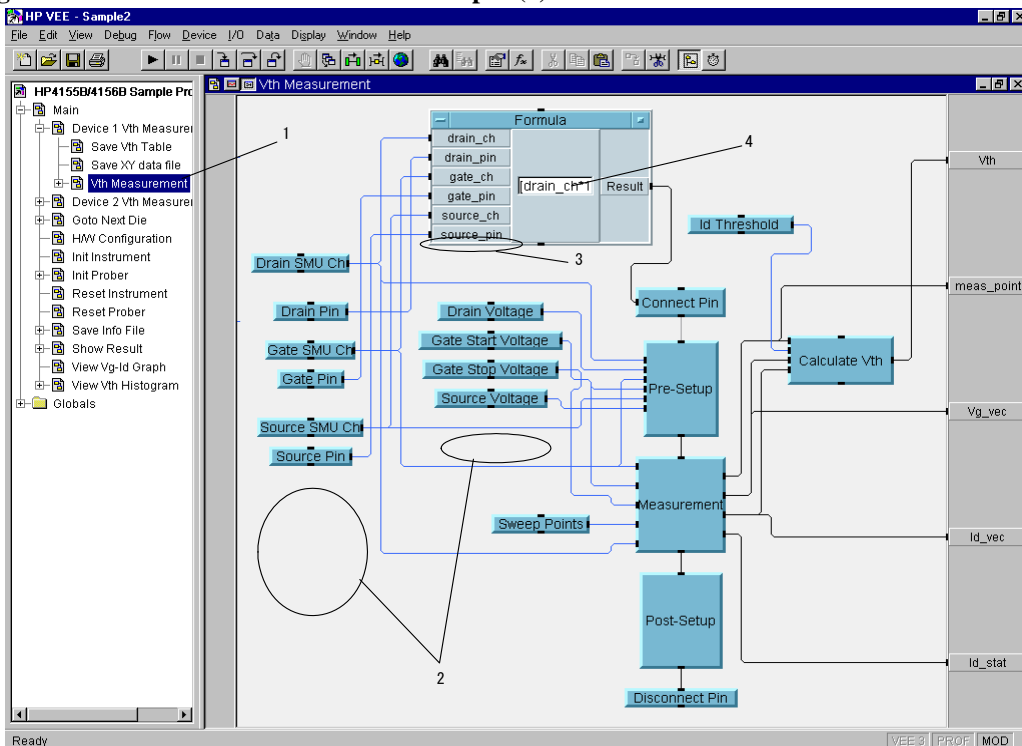 HP VEE - Sample2
File Edit View Debug Flow Device I/O Data Display Window Help
HP4155B/4156B Sample Prc
Main
Device 1 Vth Measurer
Save Vth Table
Save XY data file
Vth Measurement
Device 2 Vth Measurer
Goto Next Die
H/W Configuration
Init Instrument
Init Prober
Reset Instrument
Reset Prober
Save Info File
Show Result
View Vg-Id Graph
View Vth Histogram
Globals
Vth Measurement
1
Formula
drain_ch
drain_pin
gate_ch
gate_pin
source_ch
source_pin
[drain_ch*1
Result
4
3
Id Threshold
Drain SMU Ch
Drain Pin
Gate SMU Ch
Gate Pin
Source SMU Ch
Source Pin
Drain Voltage
Gate Start Voltage
Gate Stop Voltage
Source Voltage
Connect Pin
Pre-Setup
Calculate Vth
Measurement
Sweep Points
Post-Setup
Disconnect Pin
2
Vth
meas_point
Vg_vec
Id_vec
Id_stat
Ready
VEE 3 PROF MOD